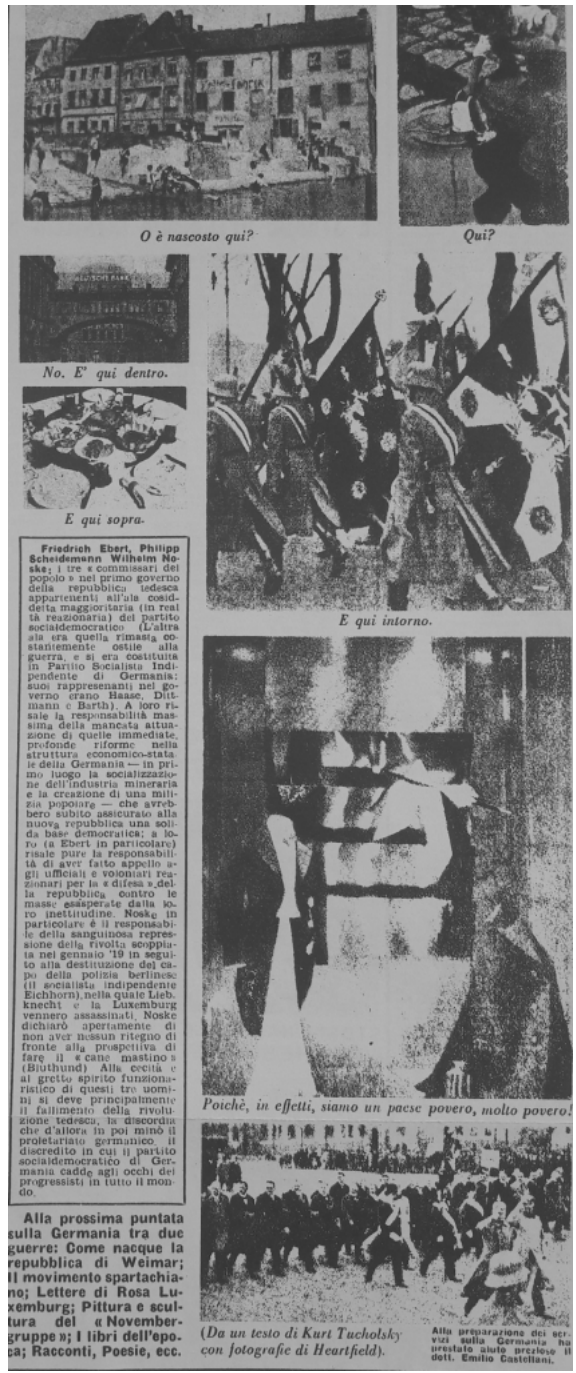 O è nascosto qui?
Qui?
DEUTSCHE BANK
No. E' qui dentro.
E qui sopra.
E qui intorno.
Friedrich Ebert, Philipp
Scheidemann Wilhelm No-
ske; i tre « commissari del
popolo » nel primo governo
della repubblica tedesca
appartenenti all'ala cosid-
detta maggioritaria (in real
tà reazionaria) del partito
socialdemocratico (L'altra
ala era quella rimasta co-
stantemente ostile alla
guerra, e si era costituita
in Partito Socialista Indi-
pendente di Germania;
suoi rappresenanti nel go-
verno erano Haase, Ditt-
mann e Barth). A loro ri-
sale la responsabilità mas-
sima della mancata attua-
zione di quelle immediate,
profonde riforme nella
struttura economico-stata-
le della Germania — in pri-
mo luogo la socializzazio-
ne dell'industria mineraria
e la creazione di una mili-
zia popolare — che avreb-
bero subito assicurato alla
nuova repubblica una soli-
da base democratica; a lo-
ro (a Ebert in particolare)
risale pure la responsabili-
tà di aver fatto appello a-
gli ufficiali e volontari rea-
zionari per la « difesa » del-
la repubblica contro le
masse esasperate dalla lo-
ro inettitudine. Noske in
particolare è il responsabi-
le della sanguinosa repres-
sione della rivolta scoppia-
ta nel gennaio '19 in segui-
to alla destituzione del ca-
po della polizia berlinese
(il socialista indipendente
Eichhorn), nella quale Lieb-
knecht e la Luxemburg
vennero assassinati. Noske
dichiarò apertamente di
non aver nessun ritegno di
fronte alla prospettiva di
fare il « cane mastino »
(Bluthund) Alla cecità e
al gretto spirito funziona-
ristico di questi tre uomi-
ni si deve principalmente
il fallimento della rivolu-
zione tedesca, la discordia
che d'allora in poi minò il
proletariato germanico, il
discredito in cui il partito
socialdemocratico di Ger-
mania cadde agli occhi dei
progressisti in tutto il mon-
do.
Poichè, in effetti, siamo un paese povero, molto povero!
Alla prossima puntata
sulla Germania tra due
guerre: Come nacque la
repubblica di Weimar;
Il movimento spartachia-
no; Lettere di Rosa Lu-
xemburg; Pittura e scul-
tura del « November-
gruppe »; I libri dell'epo-
ca; Racconti, Poesie, ecc.
(Da un testo di Kurt Tucholsky
con fotografie di Heartfield).
Alla preparazione dei ser-
vizi sulla Germania ha
prestato aiuto prezioso il
dott. Emilio Castellani.